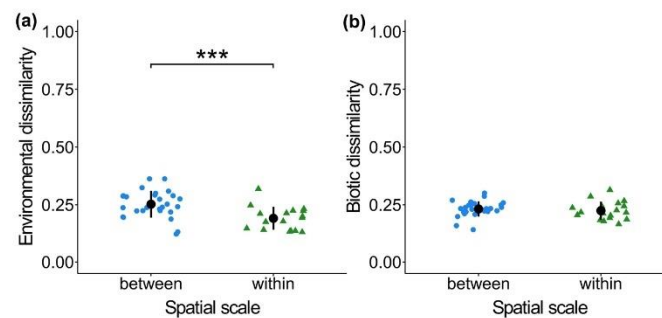 (a)
Environmental dissimilarity
1.00
0.75
0.50
0.25
0.00
***
between within
Spatial scale
(b)
Biotic dissimilarity
1.00
0.75
0.50
0.25
0.00
between within
Spatial scale